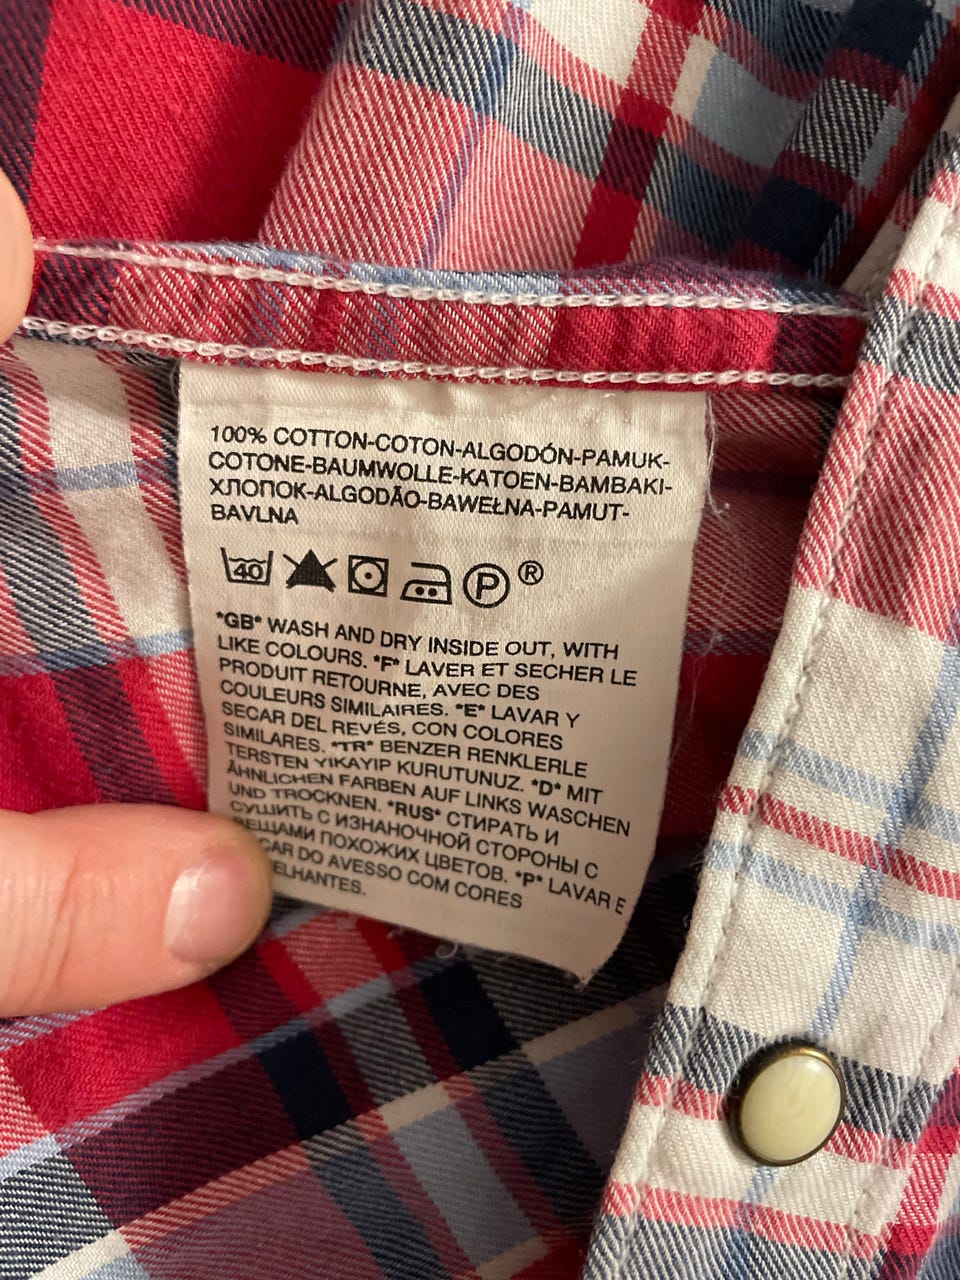 100% COTTON-COTON-ALGODÓN-PAMUK-
COTONE-BAUMWOLLE-KATOEN-BAMBAKI-
ХЛОПОК-ALGODÃO-BAWEŁNA-PAMUT-
BAVLNA
40 P ®
*GB* WASH AND DRY INSIDE OUT, WITH
LIKE COLOURS. *F* LAVER ET SECHER LE
PRODUIT RETOURNE, AVEC DES
COULEURS SIMILAIRES. *E* LAVAR Y
SECAR DEL REVÉS, CON COLORES
SIMILARES. *TR* BENZER RENKLERLE
TERSTEN YIKAYIP KURUTUNUZ. *D* MIT
ÄHNLICHEN FARBEN AUF LINKS WASCHEN
UND TROCKNEN. *RUS* СТИРАТЬ И
СУШИТЬ С ИЗНАНОЧНОЙ СТОРОНЫ С
ВЕЩАМИ ПОХОЖИХ ЦВЕТОВ. *P* LAVAR E
CAR DO AVESSO COM CORES
ELHANTES.